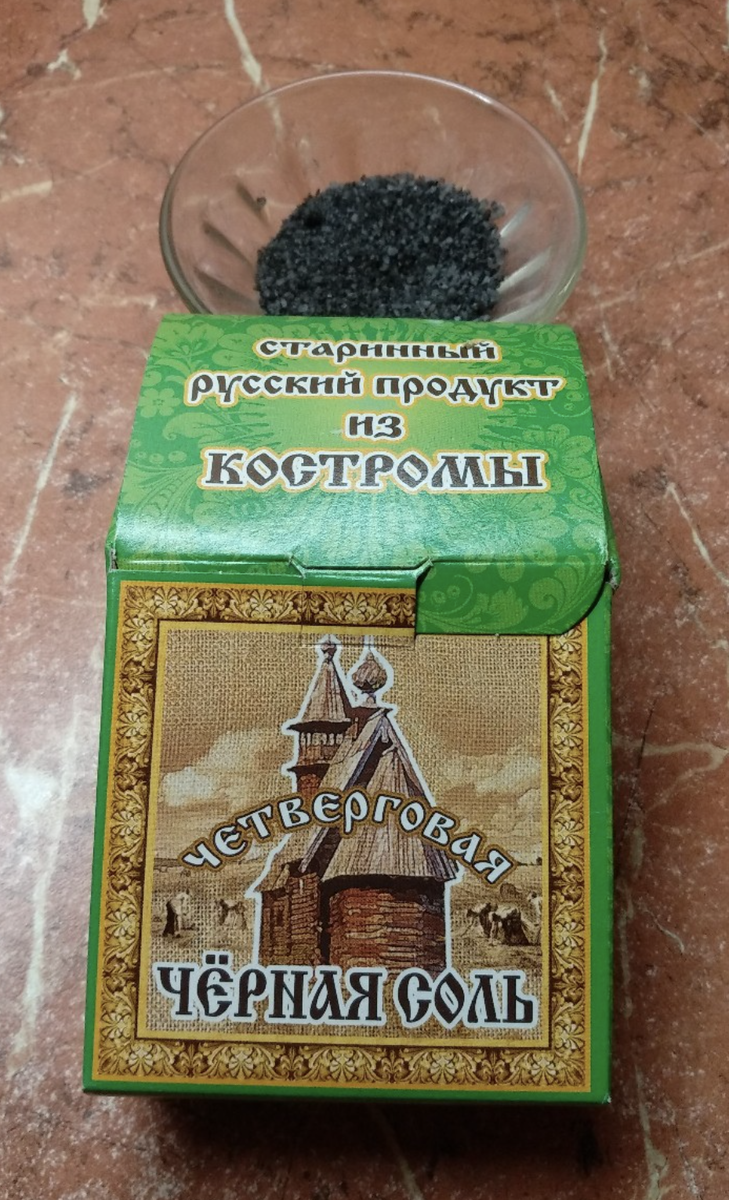 старинный
русский продукт
из
КОСТРОМЫ
ЧЕТВЕРГОВАЯ
ЧЁРНАЯ СОЛЬ